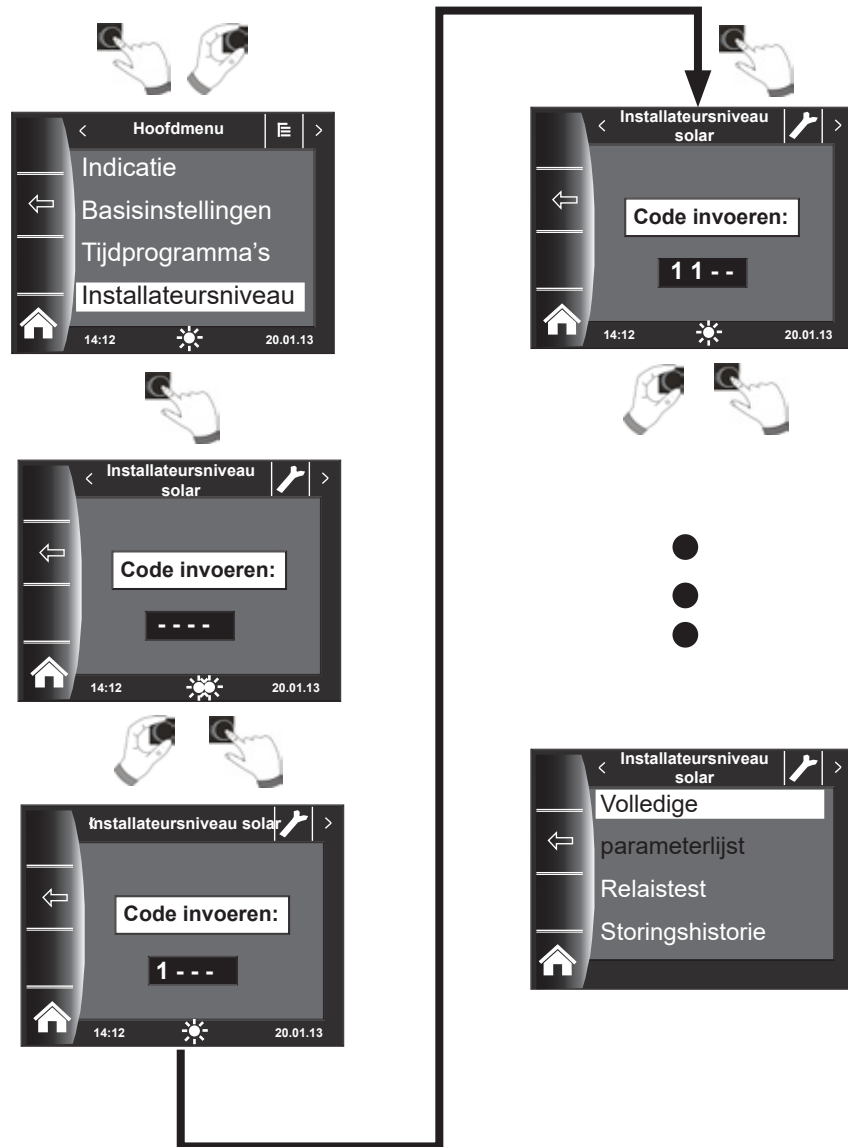 Hoofdmenu
Indicatie
Basisinstellingen
Tijdprogramma's
Installateursniveau
14:12
20.01.13
Installateursniveau
solar
Code invoeren:
- - - -
14:12
20.01.13
Installateursniveau solar
Code invoeren:
1 - - -
14:12
20.01.13
Installateursniveau
solar
Code invoeren:
1 1 - -
14:12
20.01.13
Installateursniveau
solar
Volledige
parameterlijst
Relaistest
Storingshistorie